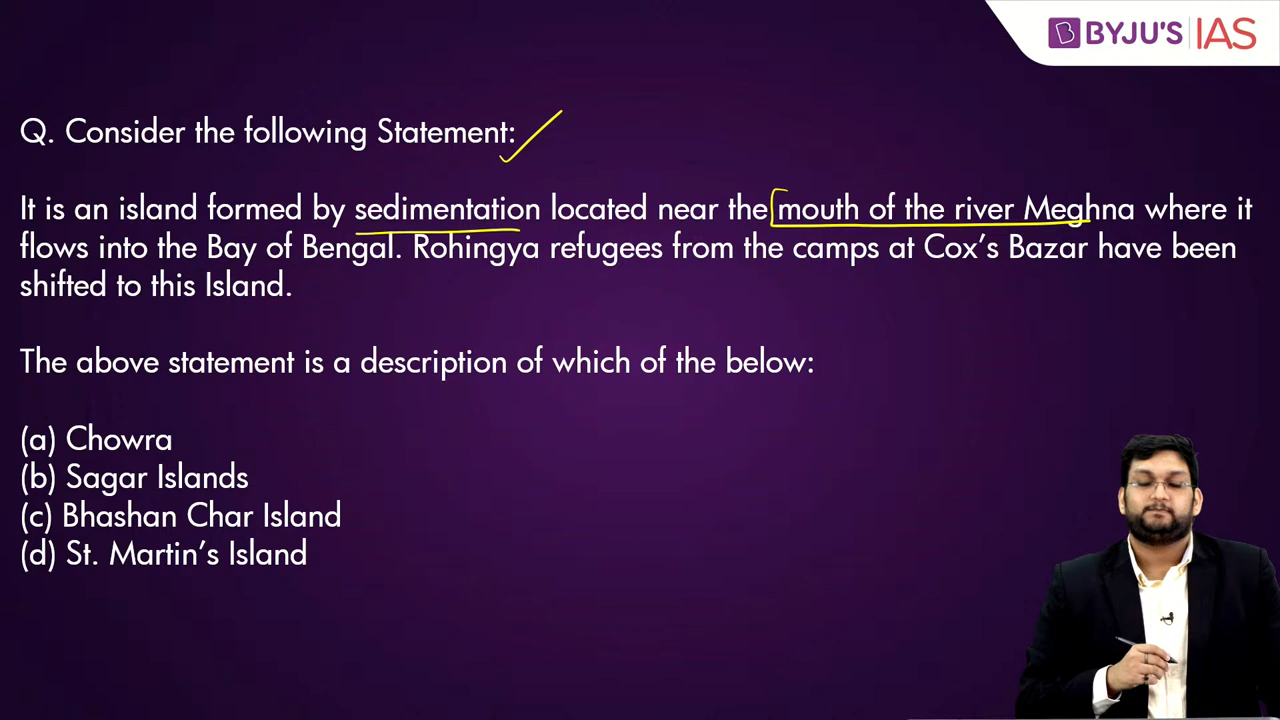 BYJU'S IAS
Q. Consider the following Statement:
It is an island formed by sedimentation located near the mouth of the river Meghna where it
flows into the Bay of Bengal. Rohingya refugees from the camps at Cox's Bazar have been
shifted to this Island.
The above statement is a description of which of the below:
(a) Chowra
(b) Sagar Islands
(c) Bhashan Char Island
(d) St. Martin's Island